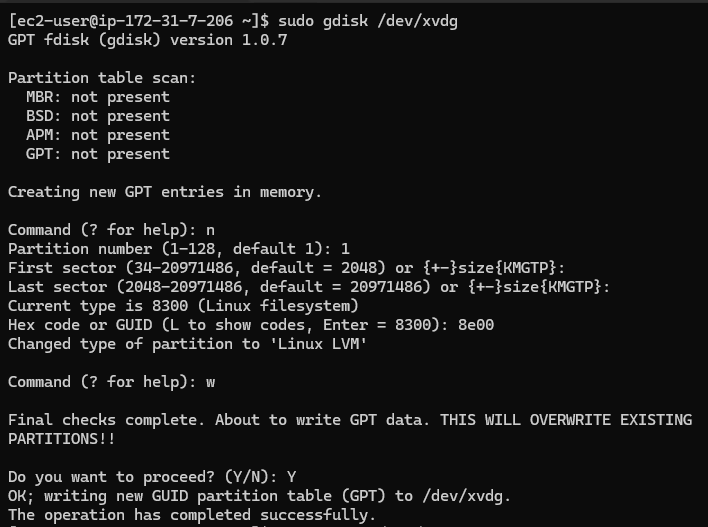 [ec2-user@ip-172-31-7-206 ~]$ sudo gdisk /dev/xvdg
GPT fdisk (gdisk) version 1.0.7
Partition table scan:
  MBR: not present
  BSD: not present
  APM: not present
  GPT: not present
Creating new GPT entries in memory.
Command (? for help): n
Partition number (1-128, default 1): 1
First sector (34-20971486, default = 2048) or {+-}size{KMGTP}:
Last sector (2048-20971486, default = 20971486) or {+-}size{KMGTP}:
Current type is 8300 (Linux filesystem)
Hex code or GUID (L to show codes, Enter = 8300): 8e00
Changed type of partition to 'Linux LVM'
Command (? for help): w
Final checks complete. About to write GPT data. THIS WILL OVERWRITE EXISTING
PARTITIONS!!
Do you want to proceed? (Y/N): Y
OK; writing new GUID partition table (GPT) to /dev/xvdg.
The operation has completed successfully.